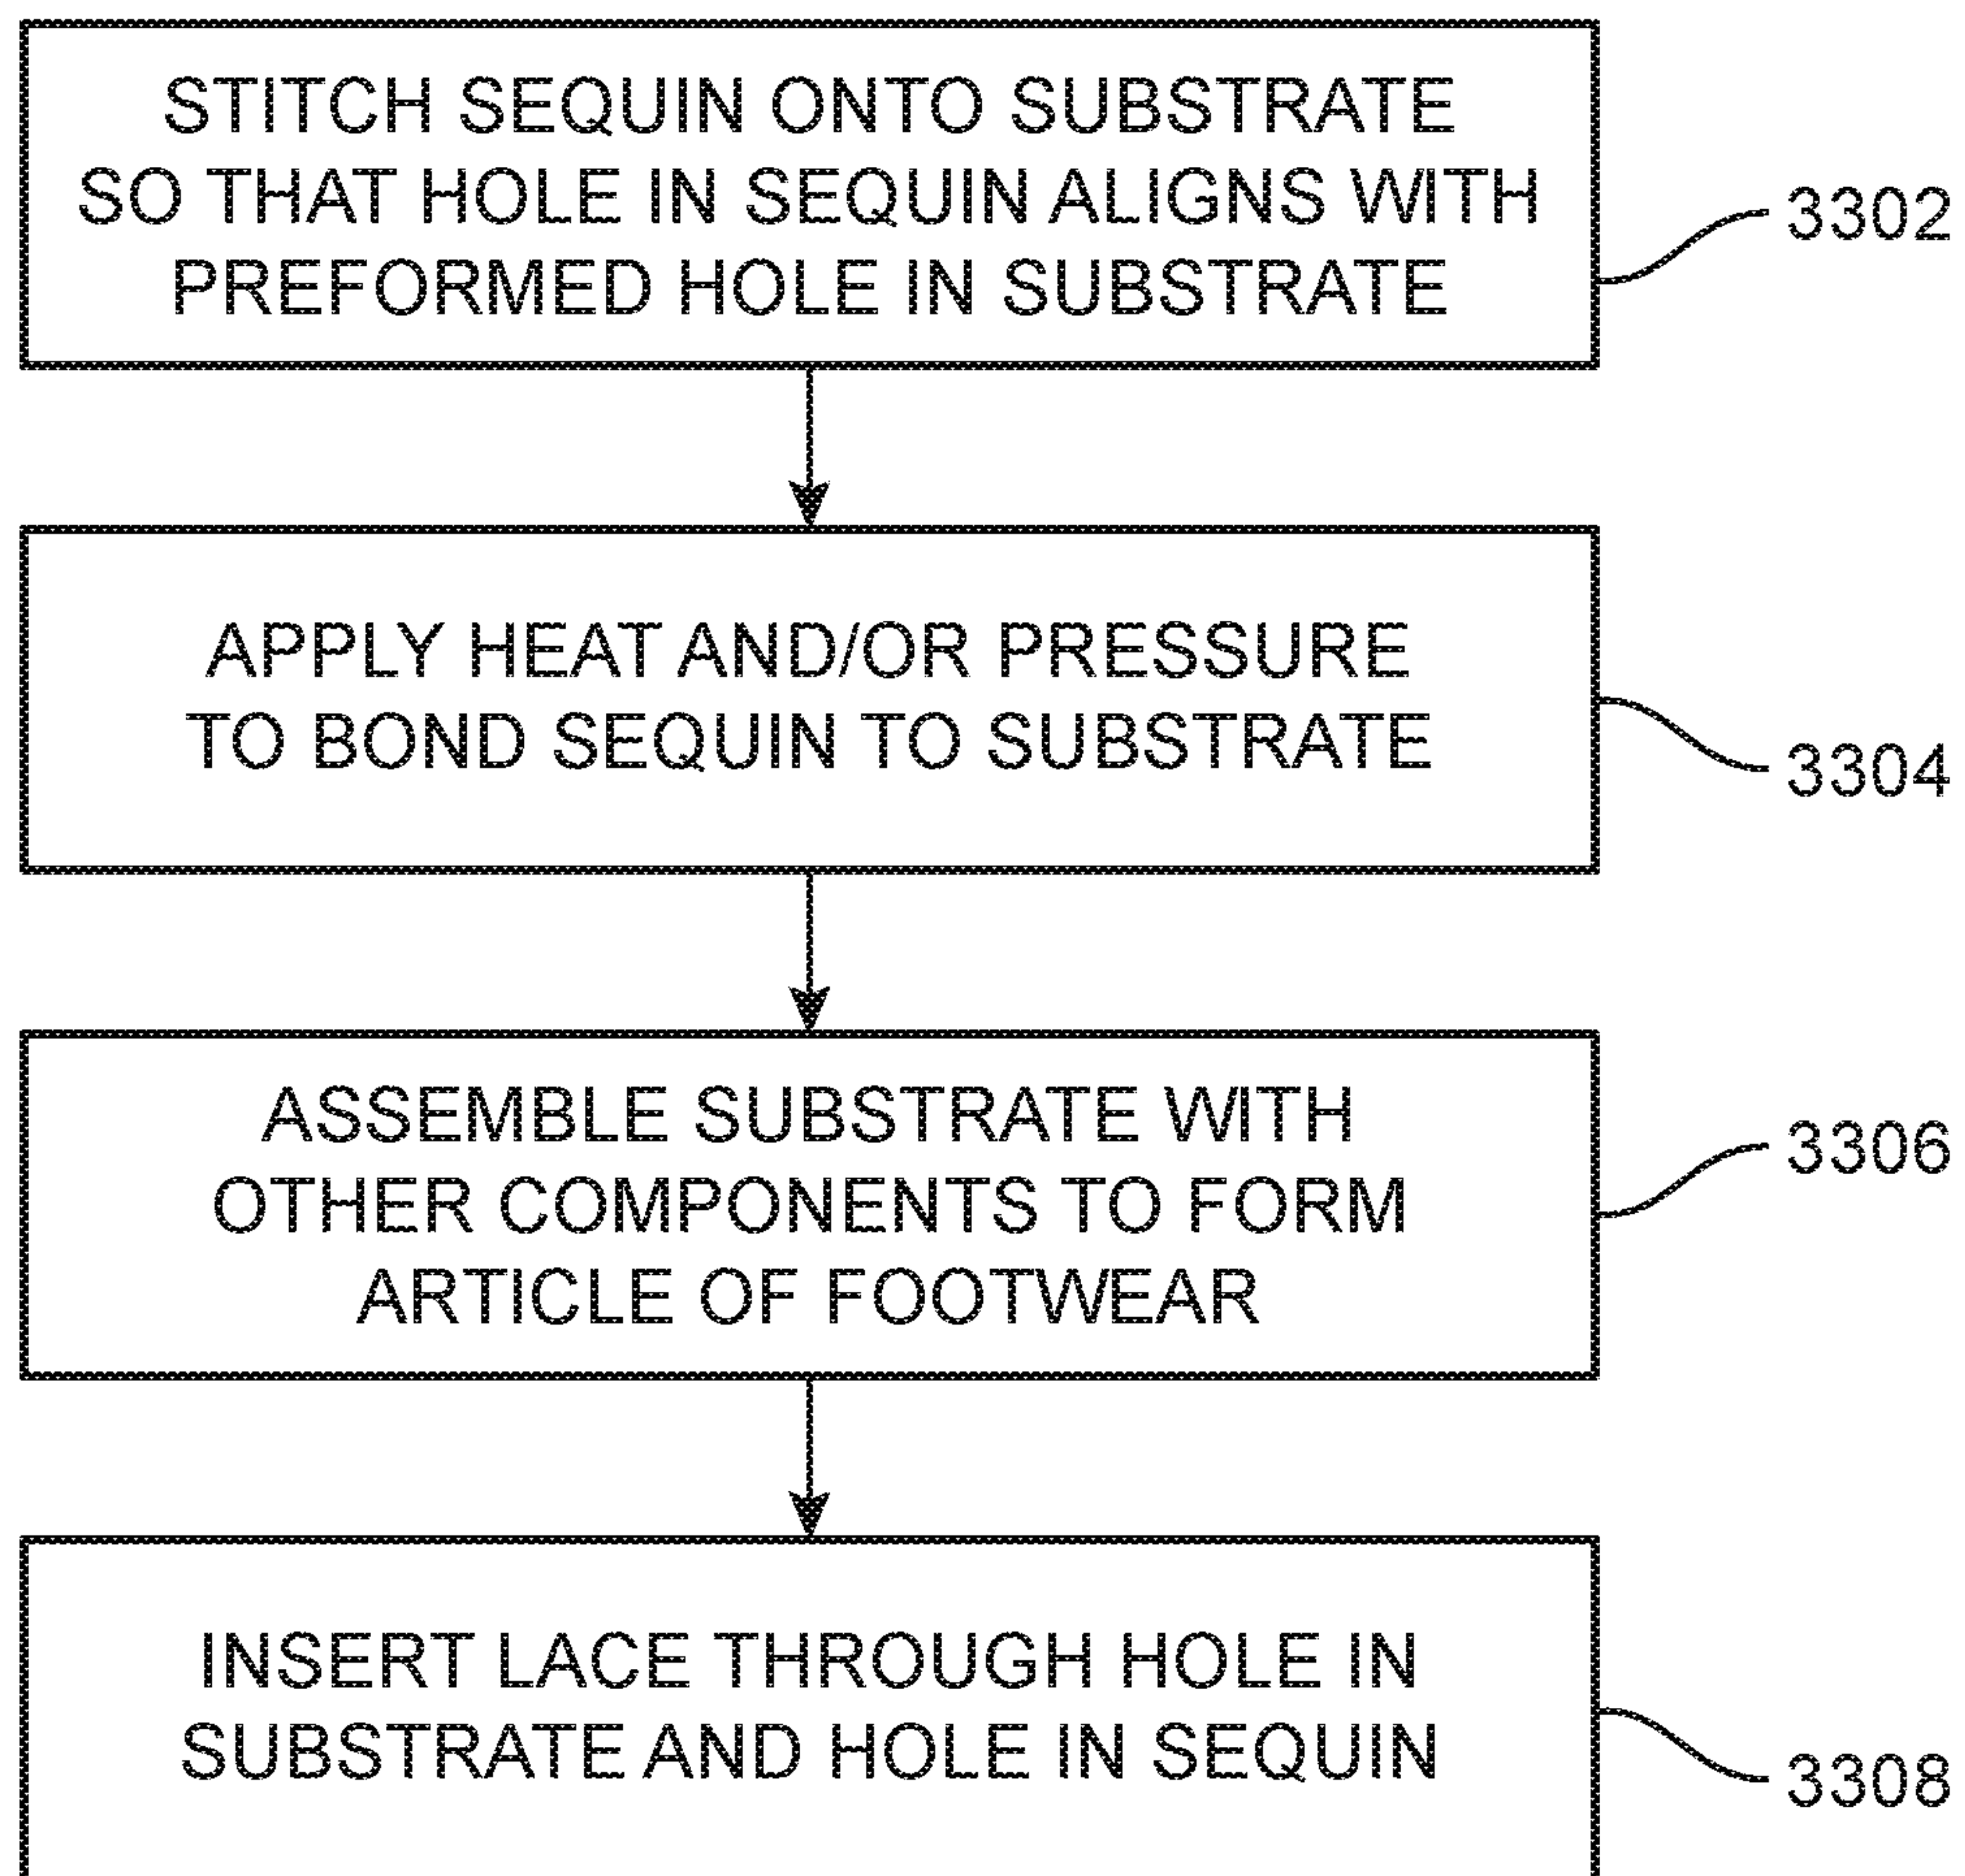 STITCH SEQUIN ONTO SUBSTRATE
SO THAT HOLE IN SEQUIN ALIGNS WITH
PREFORMED HOLE IN SUBSTRATE
3302
APPLY HEAT AND/OR PRESSURE
TO BOND SEQUIN TO SUBSTRATE
3304
ASSEMBLE SUBSTRATE WITH
OTHER COMPONENTS TO FORM
ARTICLE OF FOOTWEAR
3306
INSERT LACE THROUGH HOLE IN
SUBSTRATE AND HOLE IN SEQUIN
3308